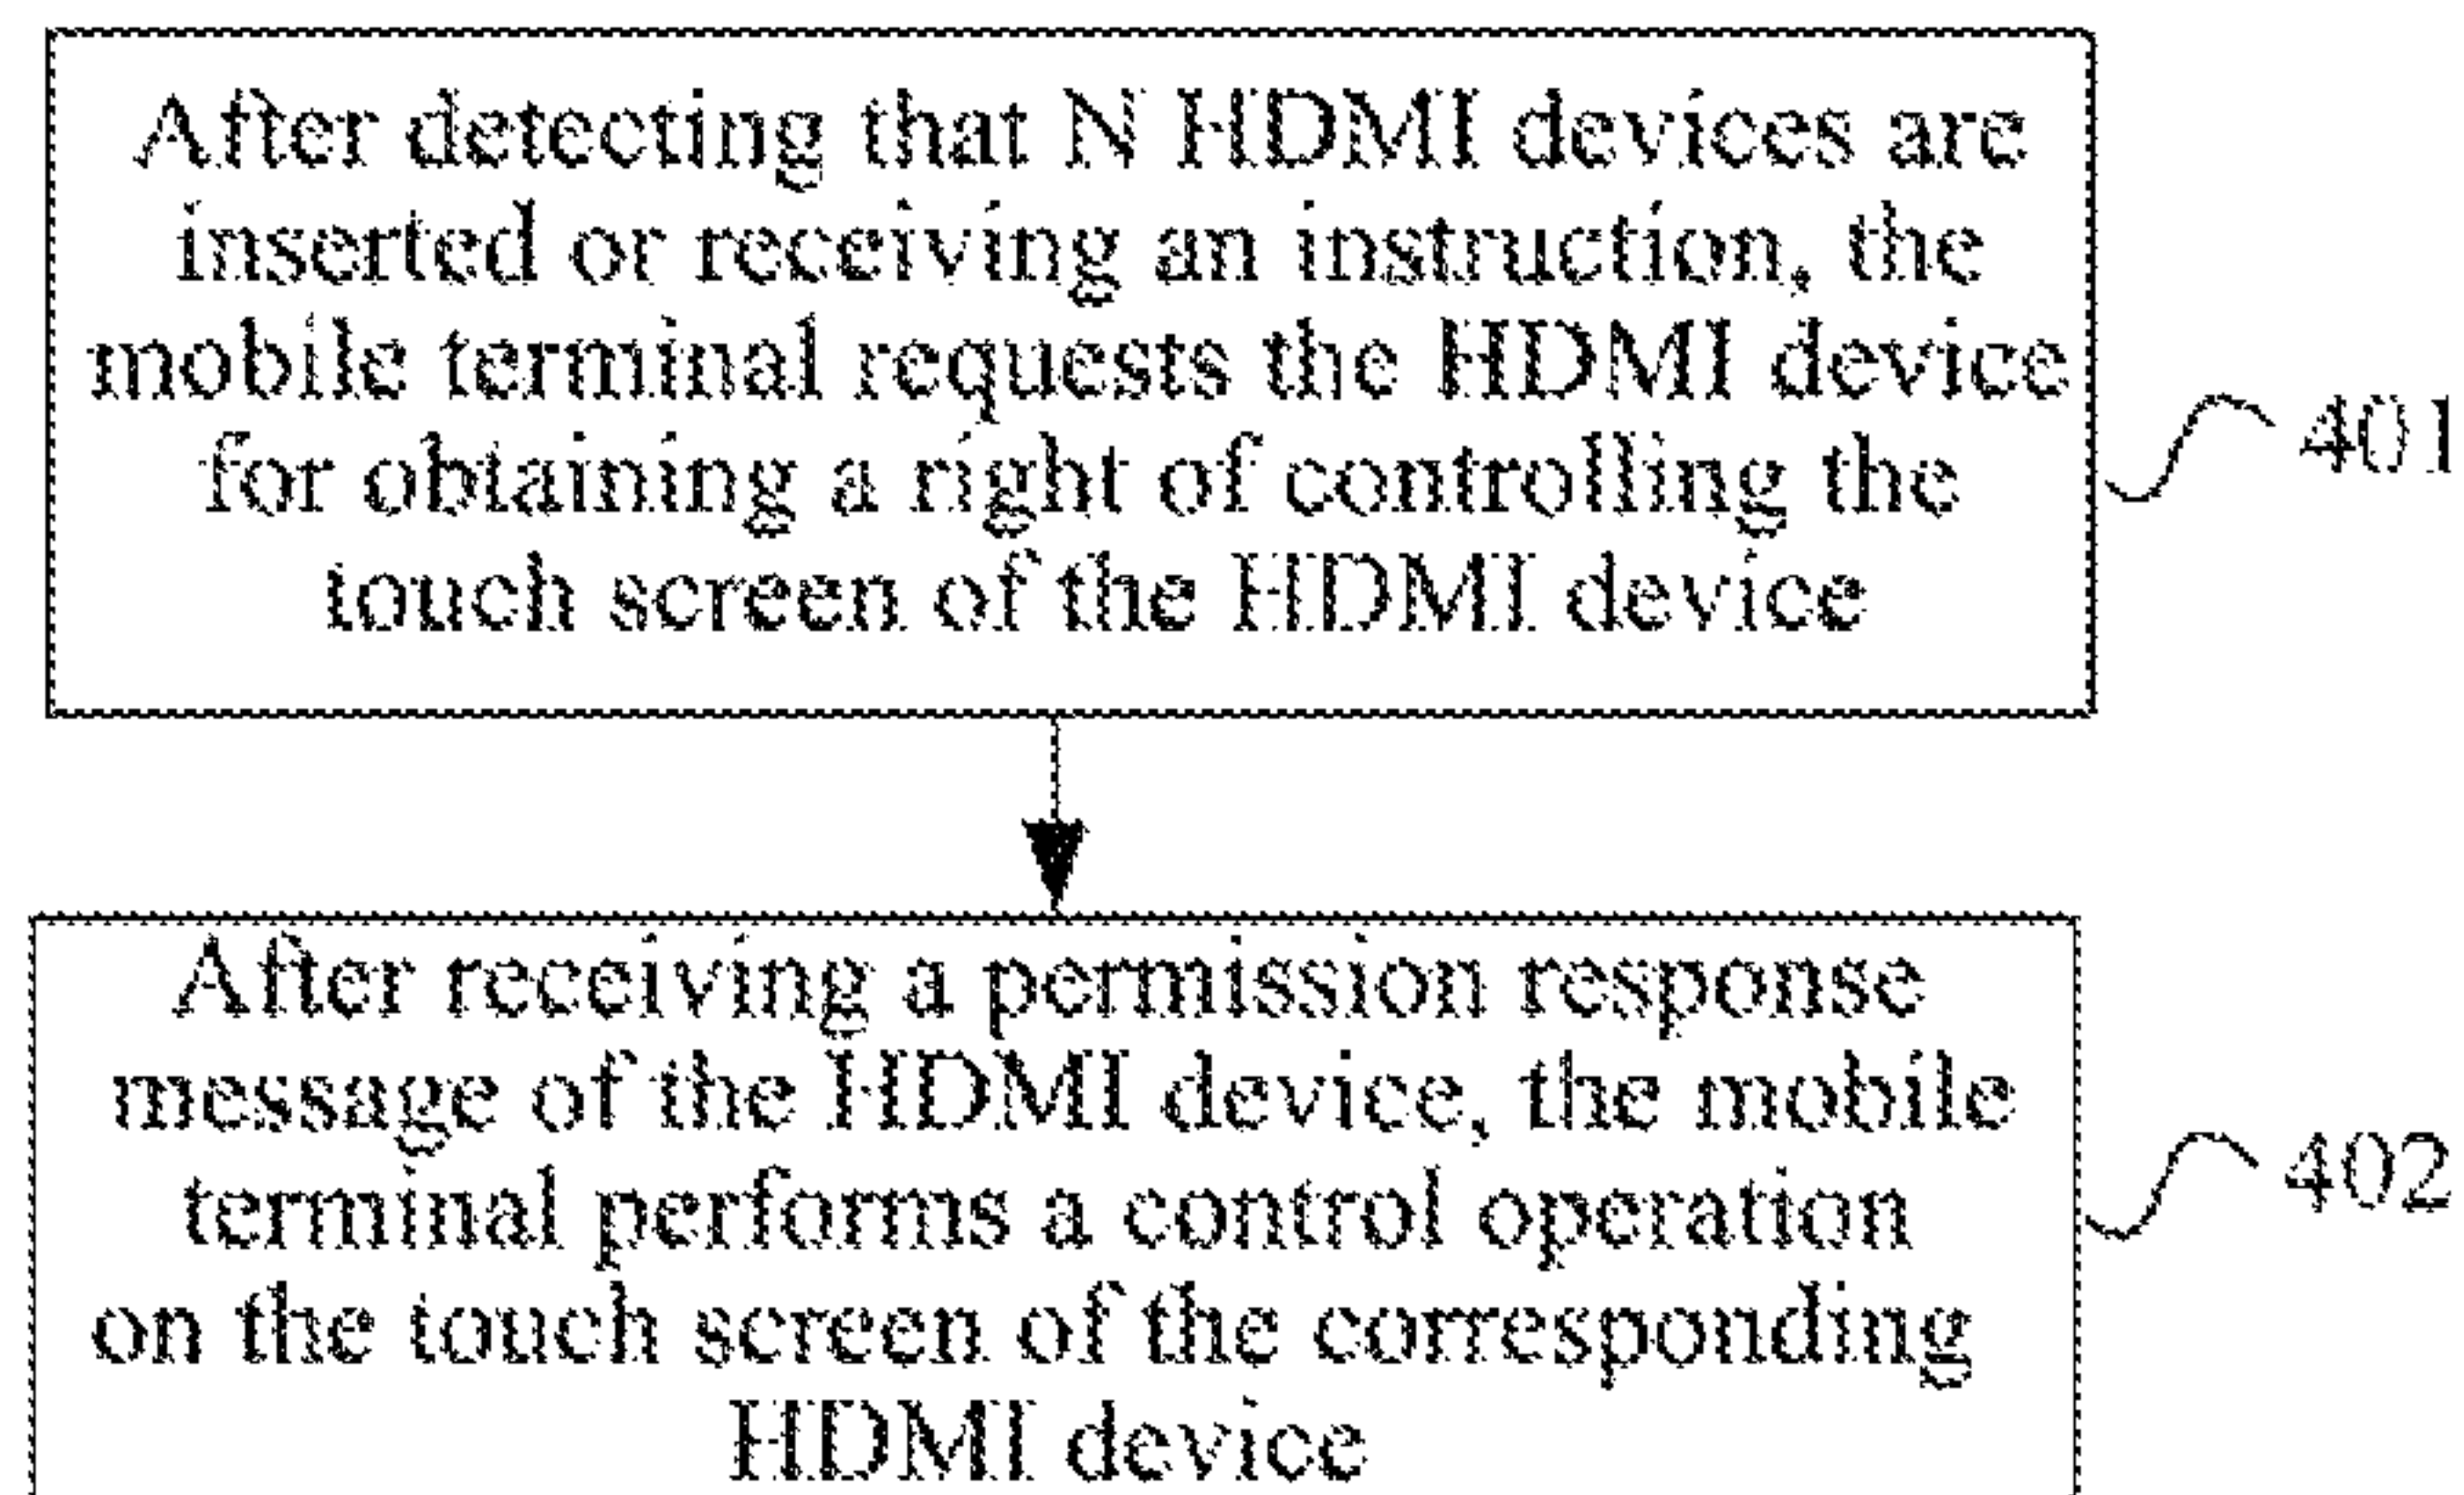 After detecting that N HDMI devices are
inserted or receiving an instruction, the
mobile terminal requests the HDMI device
for obtaining a right of controlling the
touch screen of the HDMI device
401
After receiving a permission response
message of the HDMI device, the mobile
terminal performs a control operation
on the touch screen of the corresponding
HDMI device
402